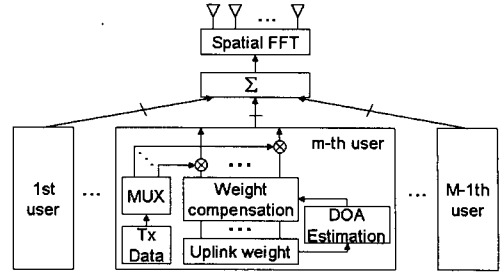 ...
Spatial FFT
Σ
1st
user
...
m-th user
...
MUX
Tx
Data
Weight
compensation
...
Uplink weight
DOA
Estimation
...
M-1th
user